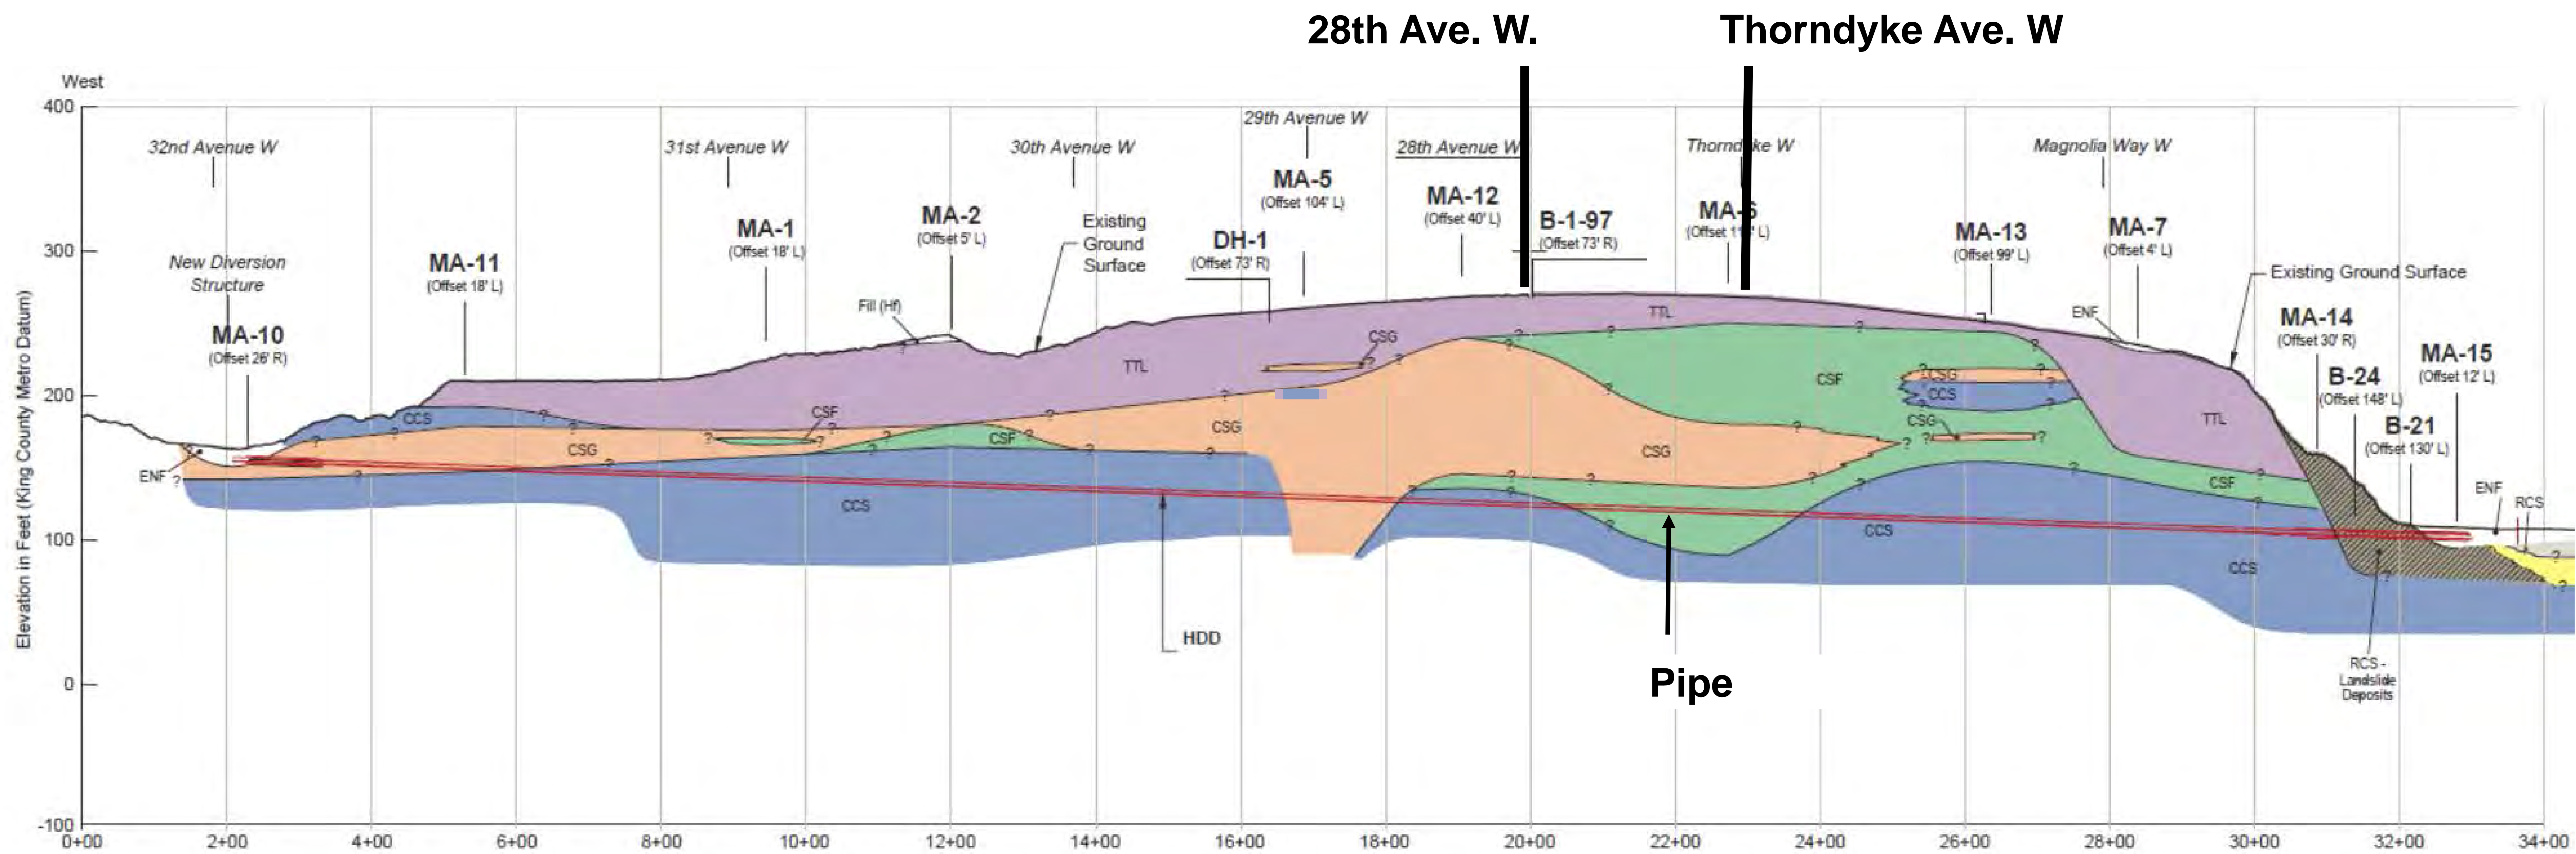 28th Ave. W.
Thorndyke Ave. W
West
400
300
200
100
0
-100
Elevation in Feet (King County Metro Datum)
32nd Avenue W
31st Avenue W
30th Avenue W
29th Avenue W
28th Avenue W
Magnolia Way W
New Diversion
Structure
MA-10
(Offset 26' R)
MA-11
(Offset 18' L)
MA-1
(Offset 18' L)
MA-2
(Offset 5' L)
Existing
Ground
Surface
DH-1
(Offset 73' R)
MA-5
(Offset 104' L)
MA-12
(Offset 40' L)
B-1-97
(Offset 73' R)
MA-6
MA-13
(Offset 99' L)
MA-7
(Offset 4' L)
Existing Ground Surface
MA-14
(Offset 30' R)
B-24
(Offset 148' L)
B-21
(Offset 130' L)
MA-15
(Offset 12' L)
Fill (Hf)
ENF
ENF
ENF
RCS
TTL
TTL
TTL
CCS
CSF
CSG
CSF
CCS
CSG
CSG
CSG
CSF
CSG
CCS
CSG
CCS
CSF
CCS
HDD
Pipe
RCS -
Landslide
Deposits
0+00
2+00
4+00
6+00
8+00
10+00
12+00
14+00
16+00
18+00
20+00
22+00
24+00
26+00
28+00
30+00
32+00
34+00